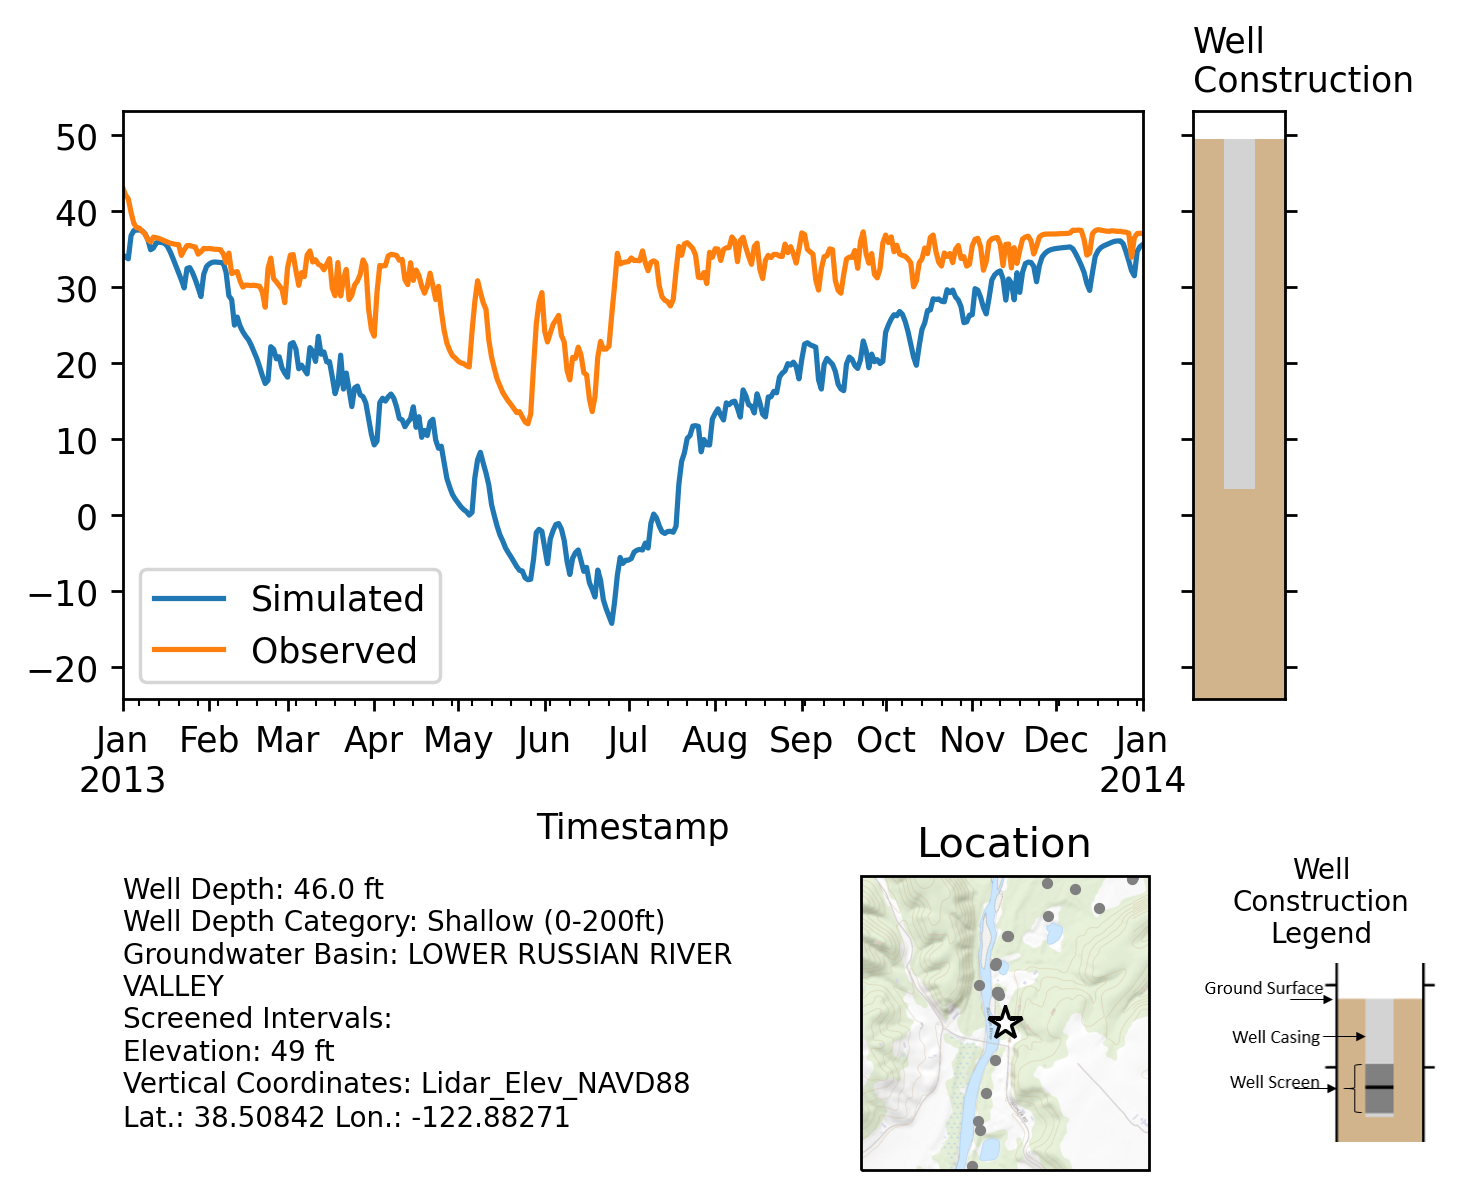 Well
Construction
50
40
30
20
10
0
−10
−20
Simulated
Observed
Jan Feb Mar Apr May Jun Jul Aug Sep Oct Nov Dec Jan
2013 2014
Timestamp
Well Depth: 46.0 ft
Well Depth Category: Shallow (0-200ft)
Groundwater Basin: LOWER RUSSIAN RIVER
VALLEY
Screened Intervals:
Elevation: 49 ft
Vertical Coordinates: Lidar_Elev_NAVD88
Lat.: 38.50842 Lon.: -122.88271
Location
Well
Construction
Legend
Ground Surface
Well Casing
Well Screen